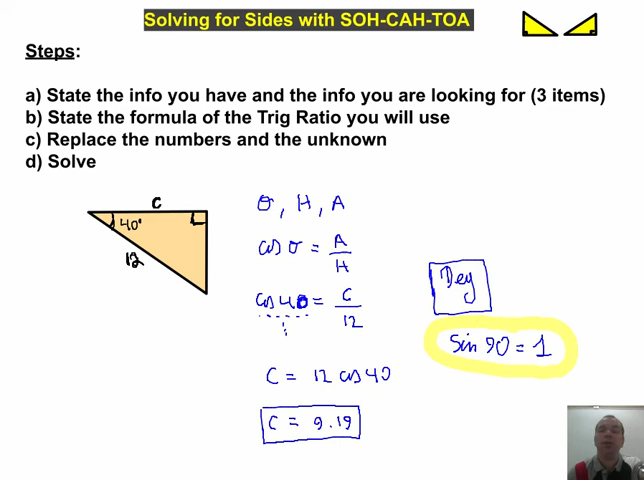 Solving for Sides with SOH-CAH-TOA
Steps:
a) State the info you have and the info you are looking for (3 items)
b) State the formula of the Trig Ratio you will use
c) Replace the numbers and the unknown
d) Solve
c
40°
12
θ, H, A
cos θ = A/H
cos 40 = C/12
C = 12 cos 40
C = 9.19
Deg
Sin 90 = 1